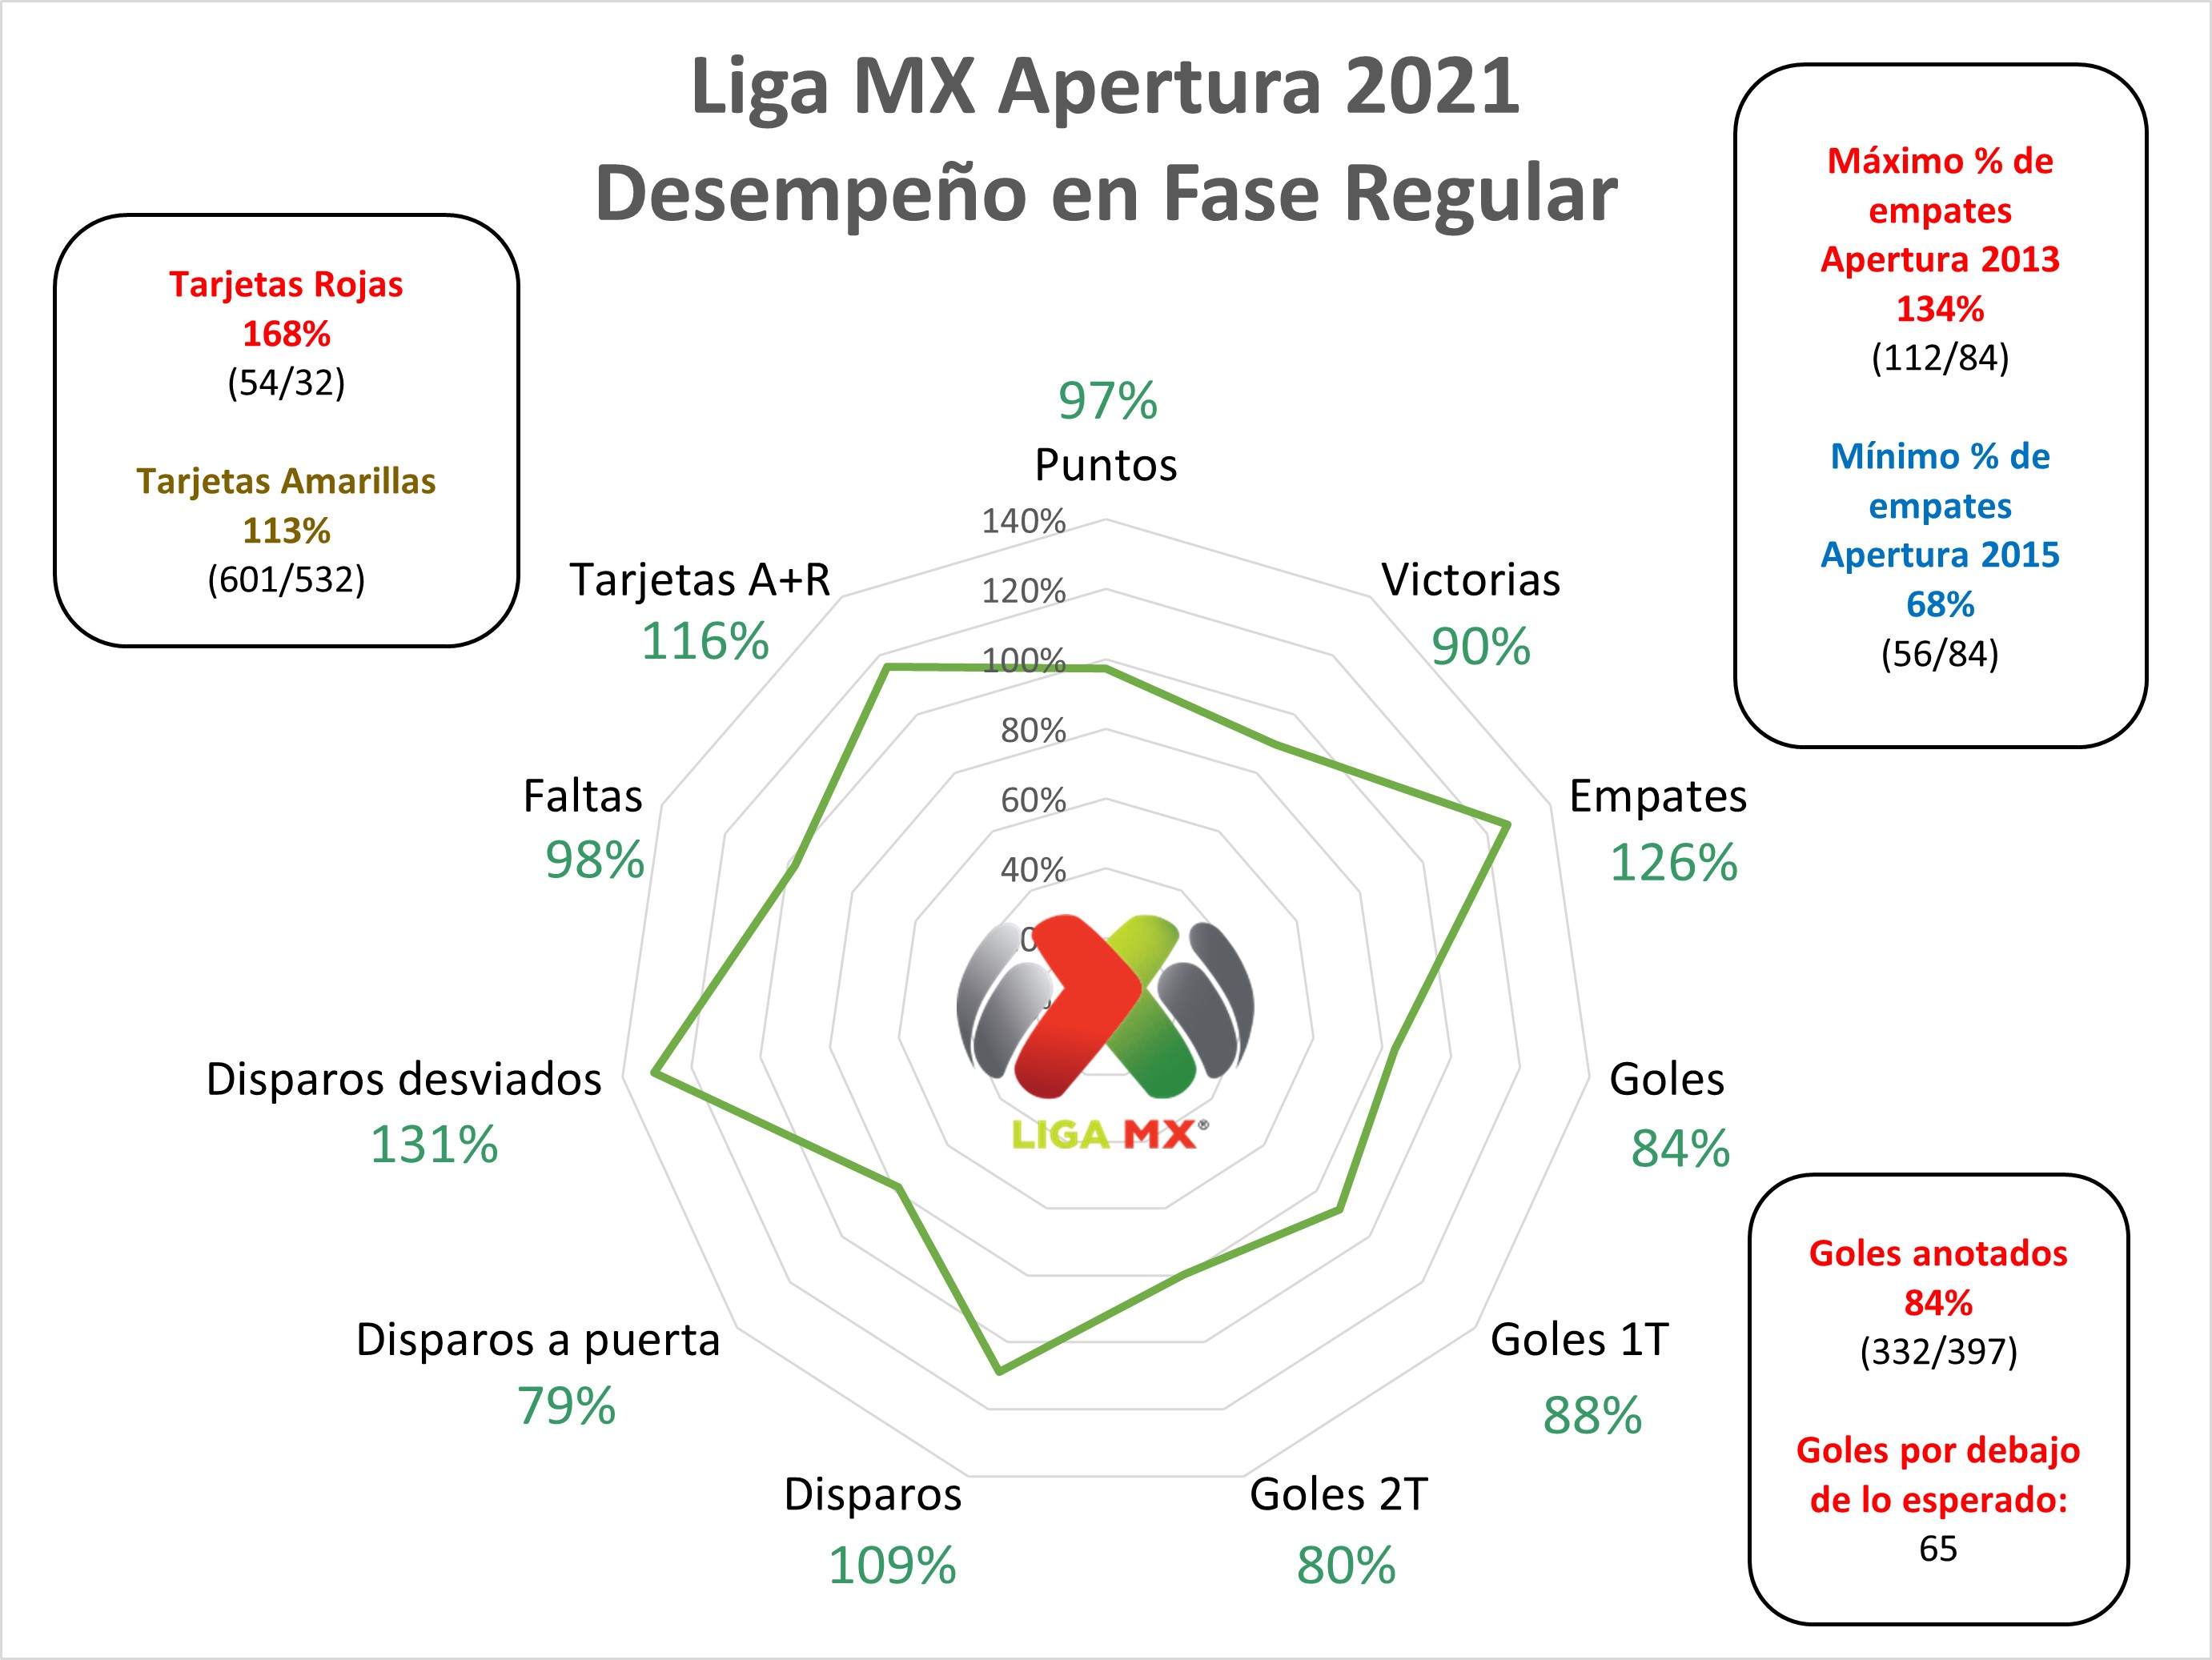 Liga MX Apertura 2021
Desempeño en Fase Regular
Tarjetas Rojas
168%
(54/32)
Tarjetas Amarillas
113%
(601/532)
Máximo % de
empates
Apertura 2013
134%
(112/84)
Mínimo % de
empates
Apertura 2015
68%
(56/84)
97%
Puntos
140%
120%
100%
80%
60%
40%
Victorias
90%
Empates
126%
Goles
84%
Goles 1T
88%
Goles 2T
80%
Disparos
109%
Disparos a puerta
79%
Disparos desviados
131%
Faltas
98%
Tarjetas A+R
116%
LIGA MX®
Goles anotados
84%
(332/397)
Goles por debajo
de lo esperado:
65